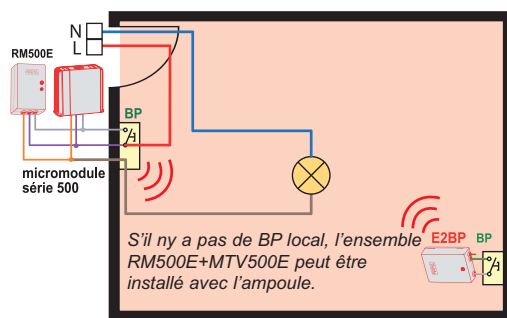 N
L
RM500E
BP
micromodule
série 500
S'il ny a pas de BP local, l'ensemble
RM500E+MTV500E peut être
installé avec l'ampoule.
E2BP BP